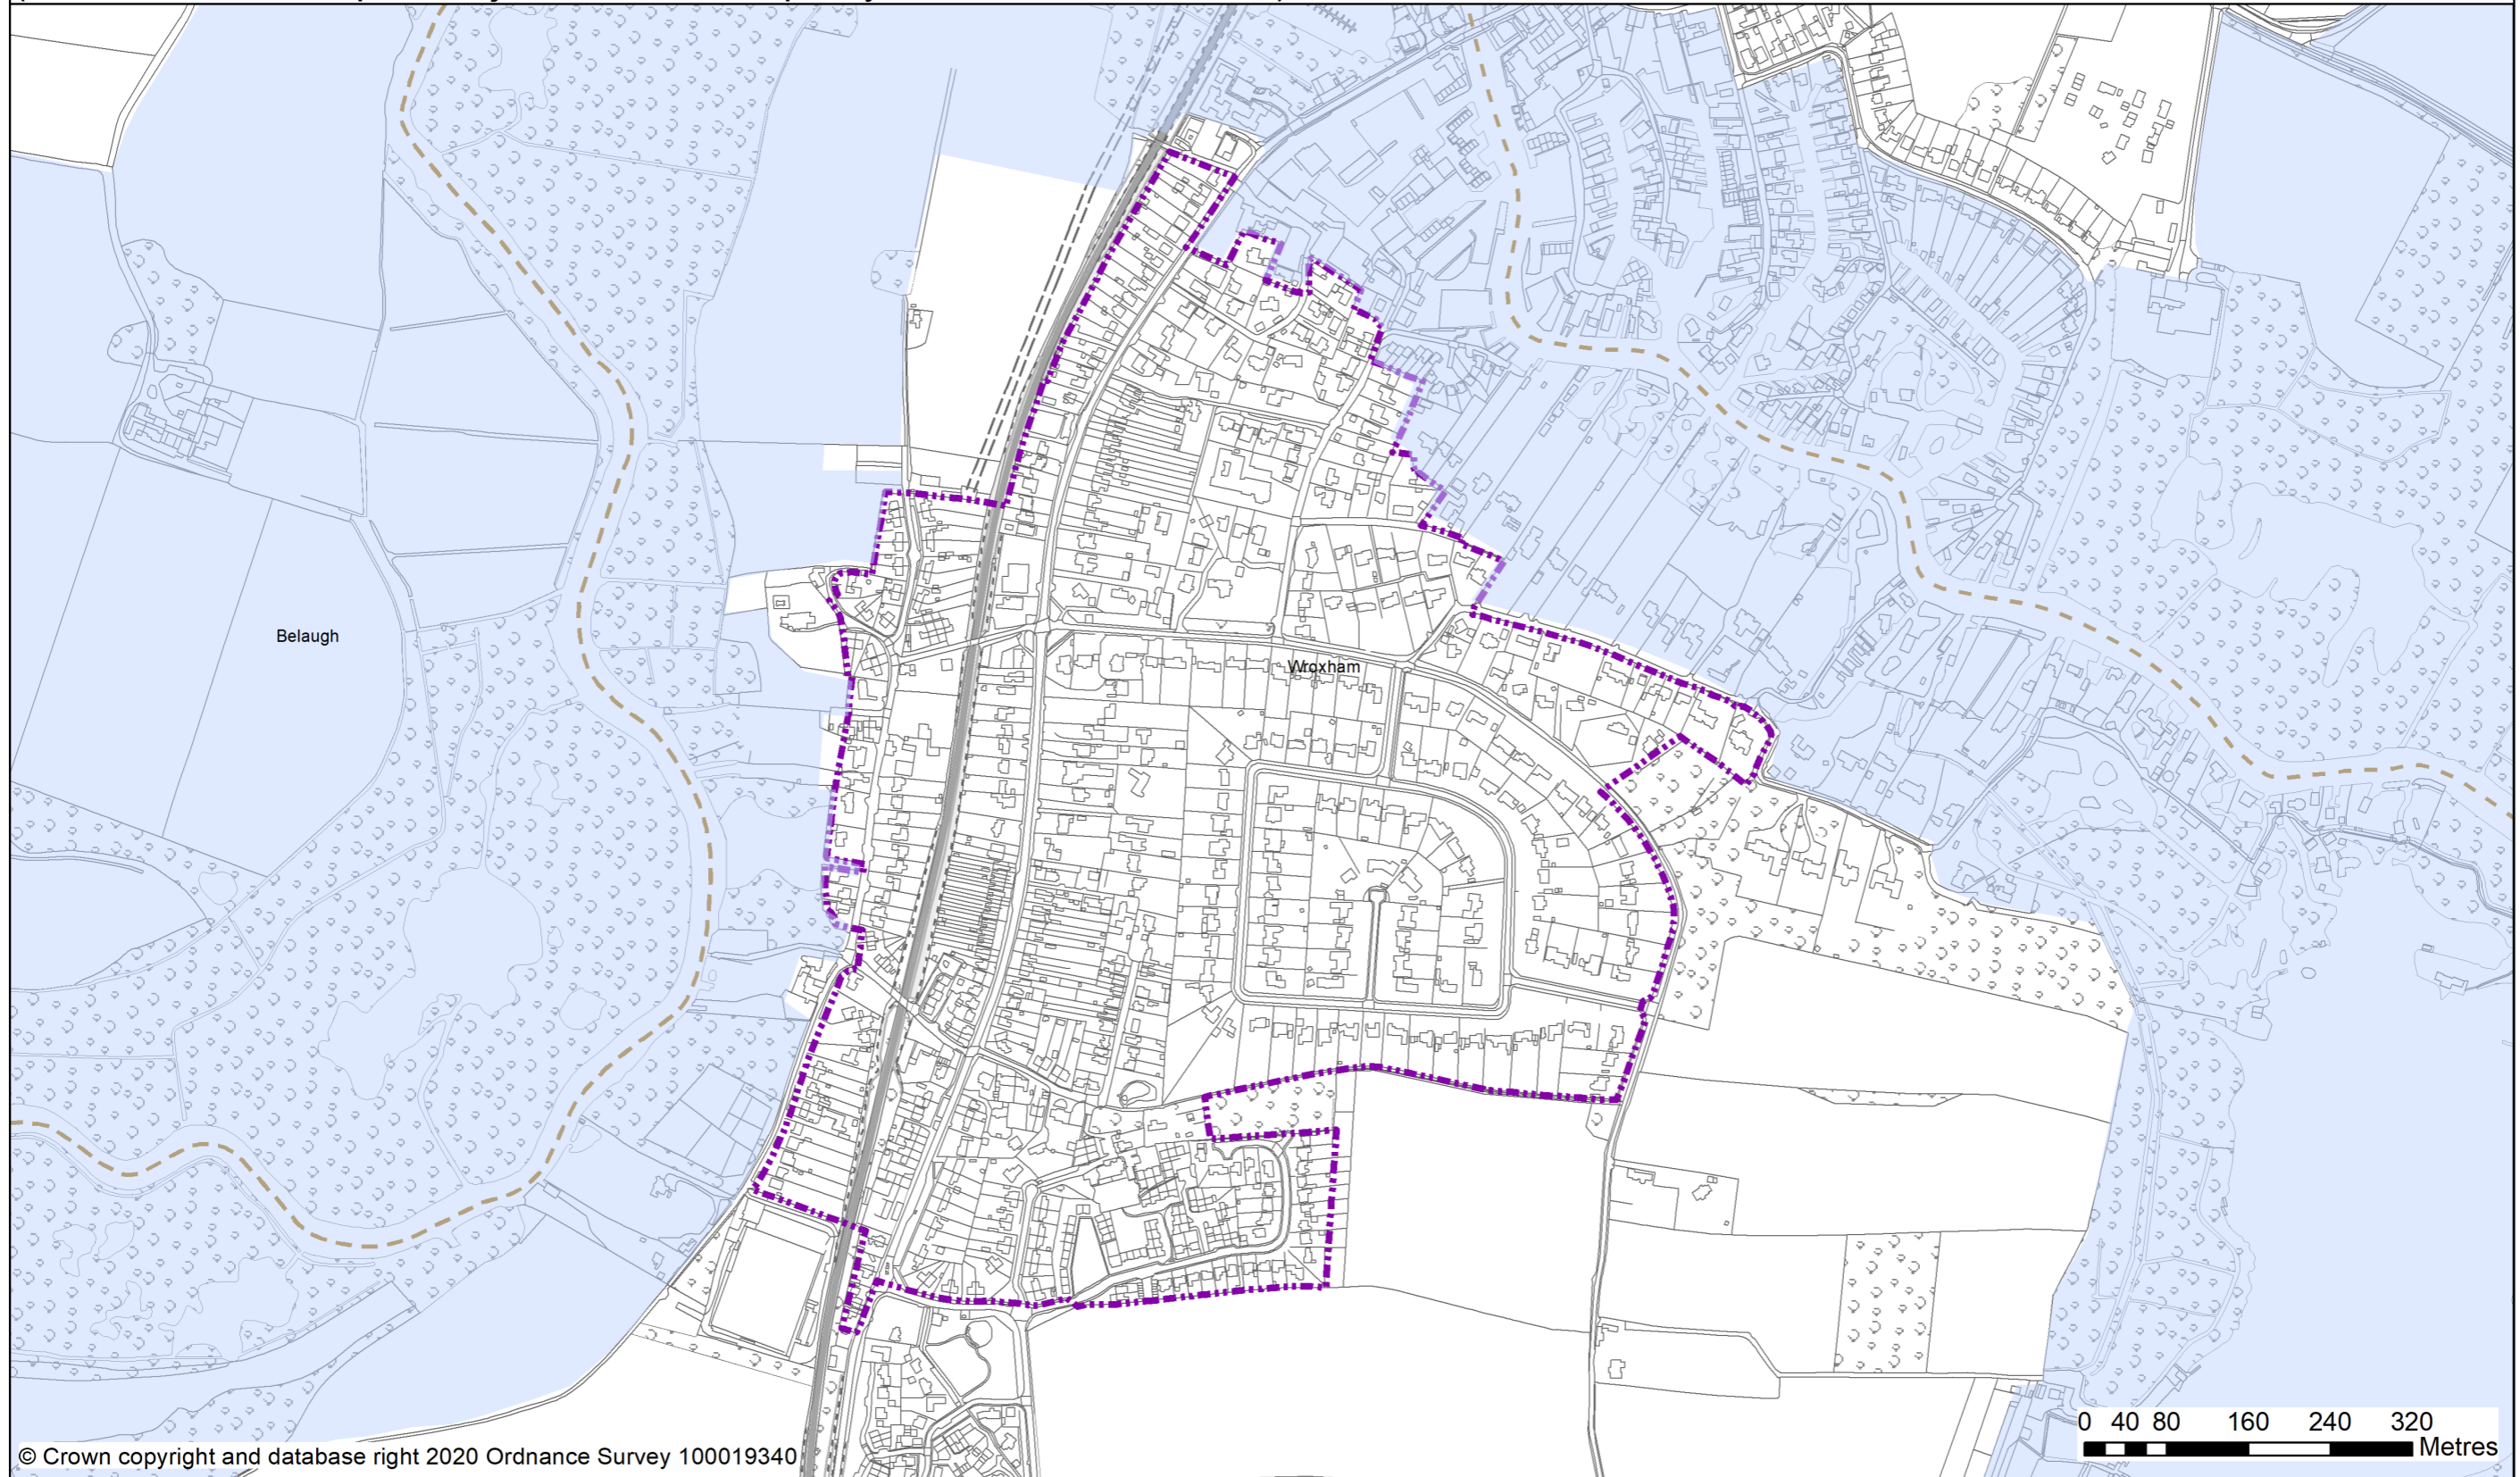 Belaugh
Wroxham
0 40 80 160 240 320
Metres
© Crown copyright and database right 2020 Ordnance Survey 100019340